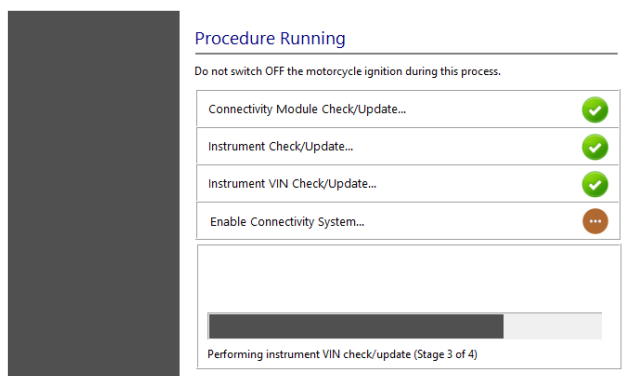 Procedure Running
Do not switch OFF the motorcycle ignition during this process.
Connectivity Module Check/Update...
Instrument Check/Update...
Instrument VIN Check/Update...
Enable Connectivity System...
Performing instrument VIN check/update (Stage 3 of 4)